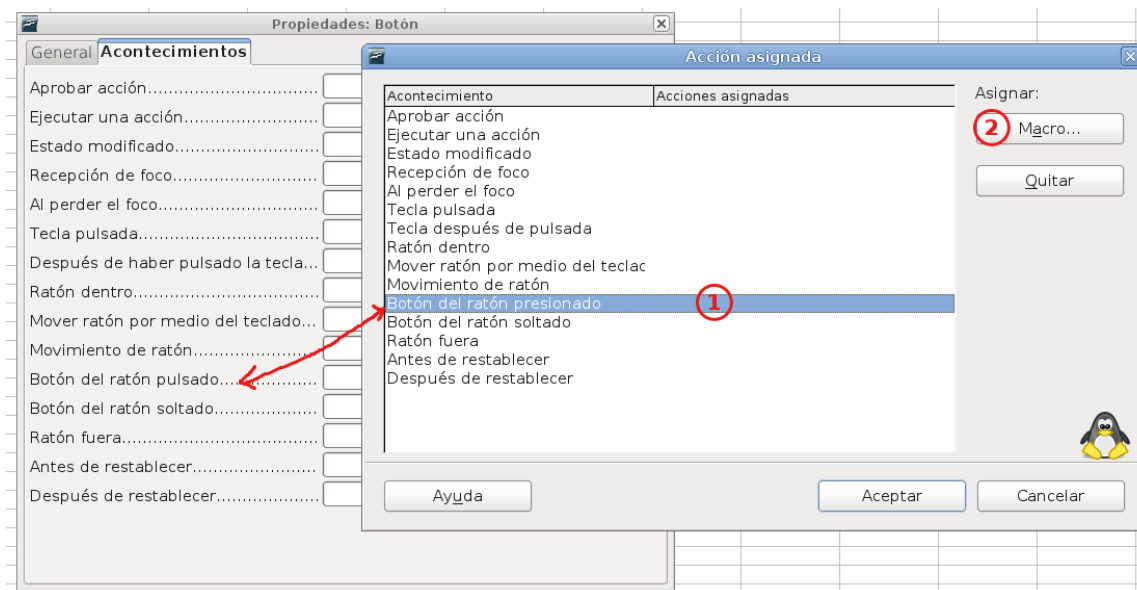 Propiedades: Botón
General Acontecimientos
Aprobar acción......................
Ejecutar una acción.................
Estado modificado...................
Recepción de foco...................
Al perder el foco...................
Tecla pulsada.......................
Después de haber pulsado la tecla...
Ratón dentro........................
Mover ratón por medio del teclado...
Movimiento de ratón.................
Botón del ratón pulsado.............
Botón del ratón soltado.............
Ratón fuera.........................
Antes de restablecer................
Después de restablecer..............
Acción asignada
Acontecimiento Acciones asignadas
Aprobar acción
Ejecutar una acción
Estado modificado
Recepción de foco
Al perder el foco
Tecla pulsada
Tecla después de pulsada
Ratón dentro
Mover ratón por medio del teclac
Movimiento de ratón
Botón del ratón presionado 1
Botón del ratón soltado
Ratón fuera
Antes de restablecer
Después de restablecer
Asignar:
2 Macro...
Quitar
Ayuda Aceptar Cancelar